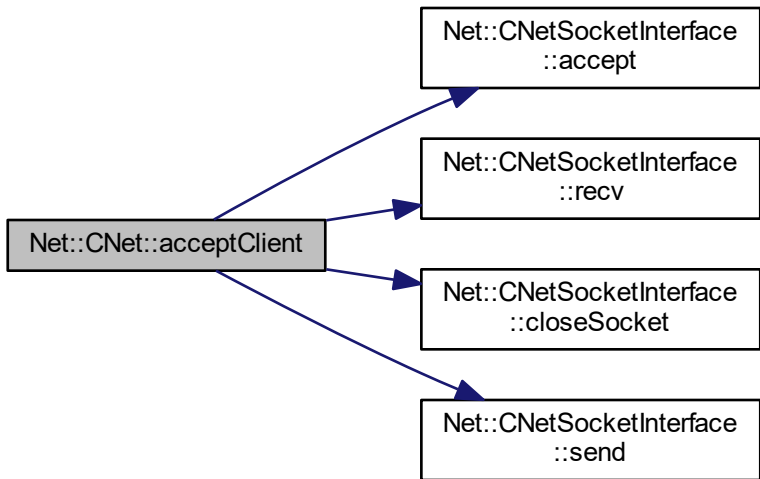 Net::CNetSocketInterface
::accept
Net::CNetSocketInterface
::recv
Net::CNet::acceptClient
Net::CNetSocketInterface
::closeSocket
Net::CNetSocketInterface
::send